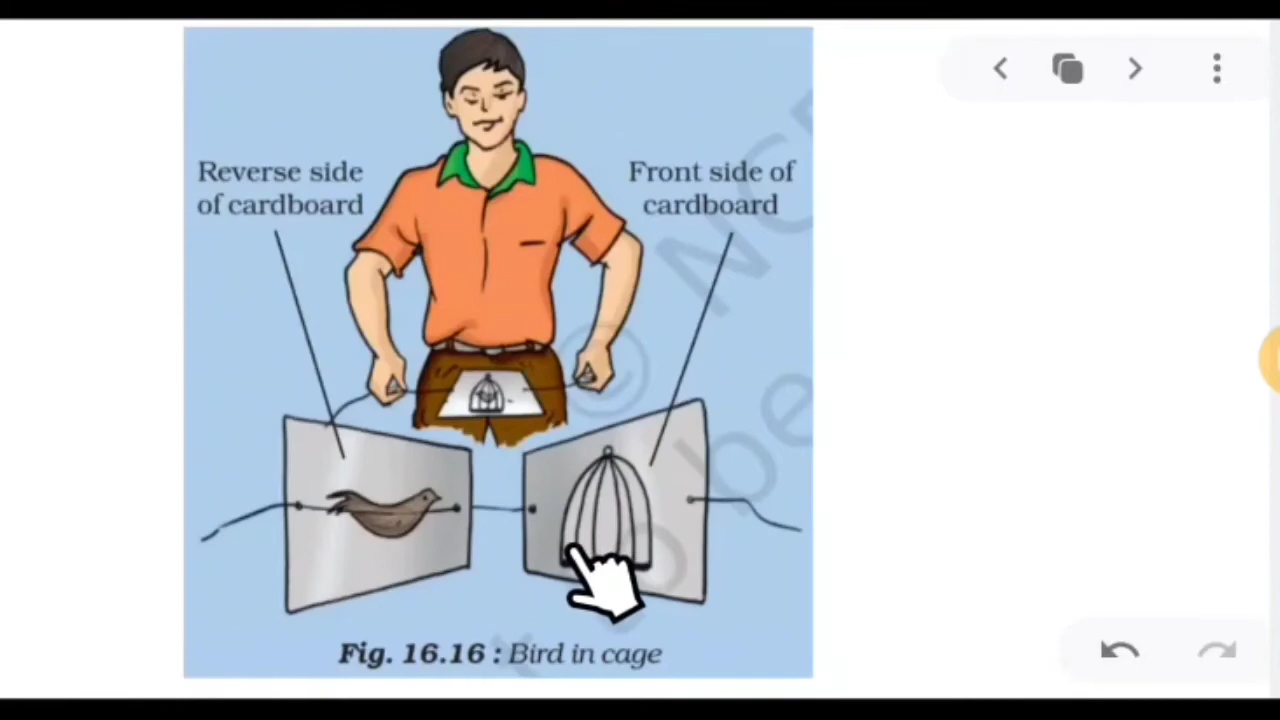 Reverse side
of cardboard
Front side of
cardboard
Fig. 16.16 : Bird in cage